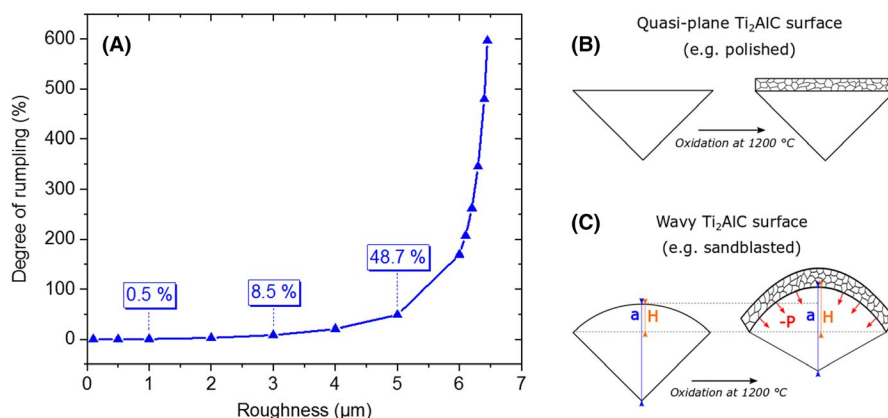 (A)
Degree of rumpling (%)
600
500
400
300
200
100
0
0.5 %
8.5 %
48.7 %
0 1 2 3 4 5 6 7
Roughness (µm)
(B)
Quasi-plane Ti₂AlC surface
(e.g. polished)
Oxidation at 1200 °C
(C)
Wavy Ti₂AlC surface
(e.g. sandblasted)
a H
-P a H
Oxidation at 1200 °C